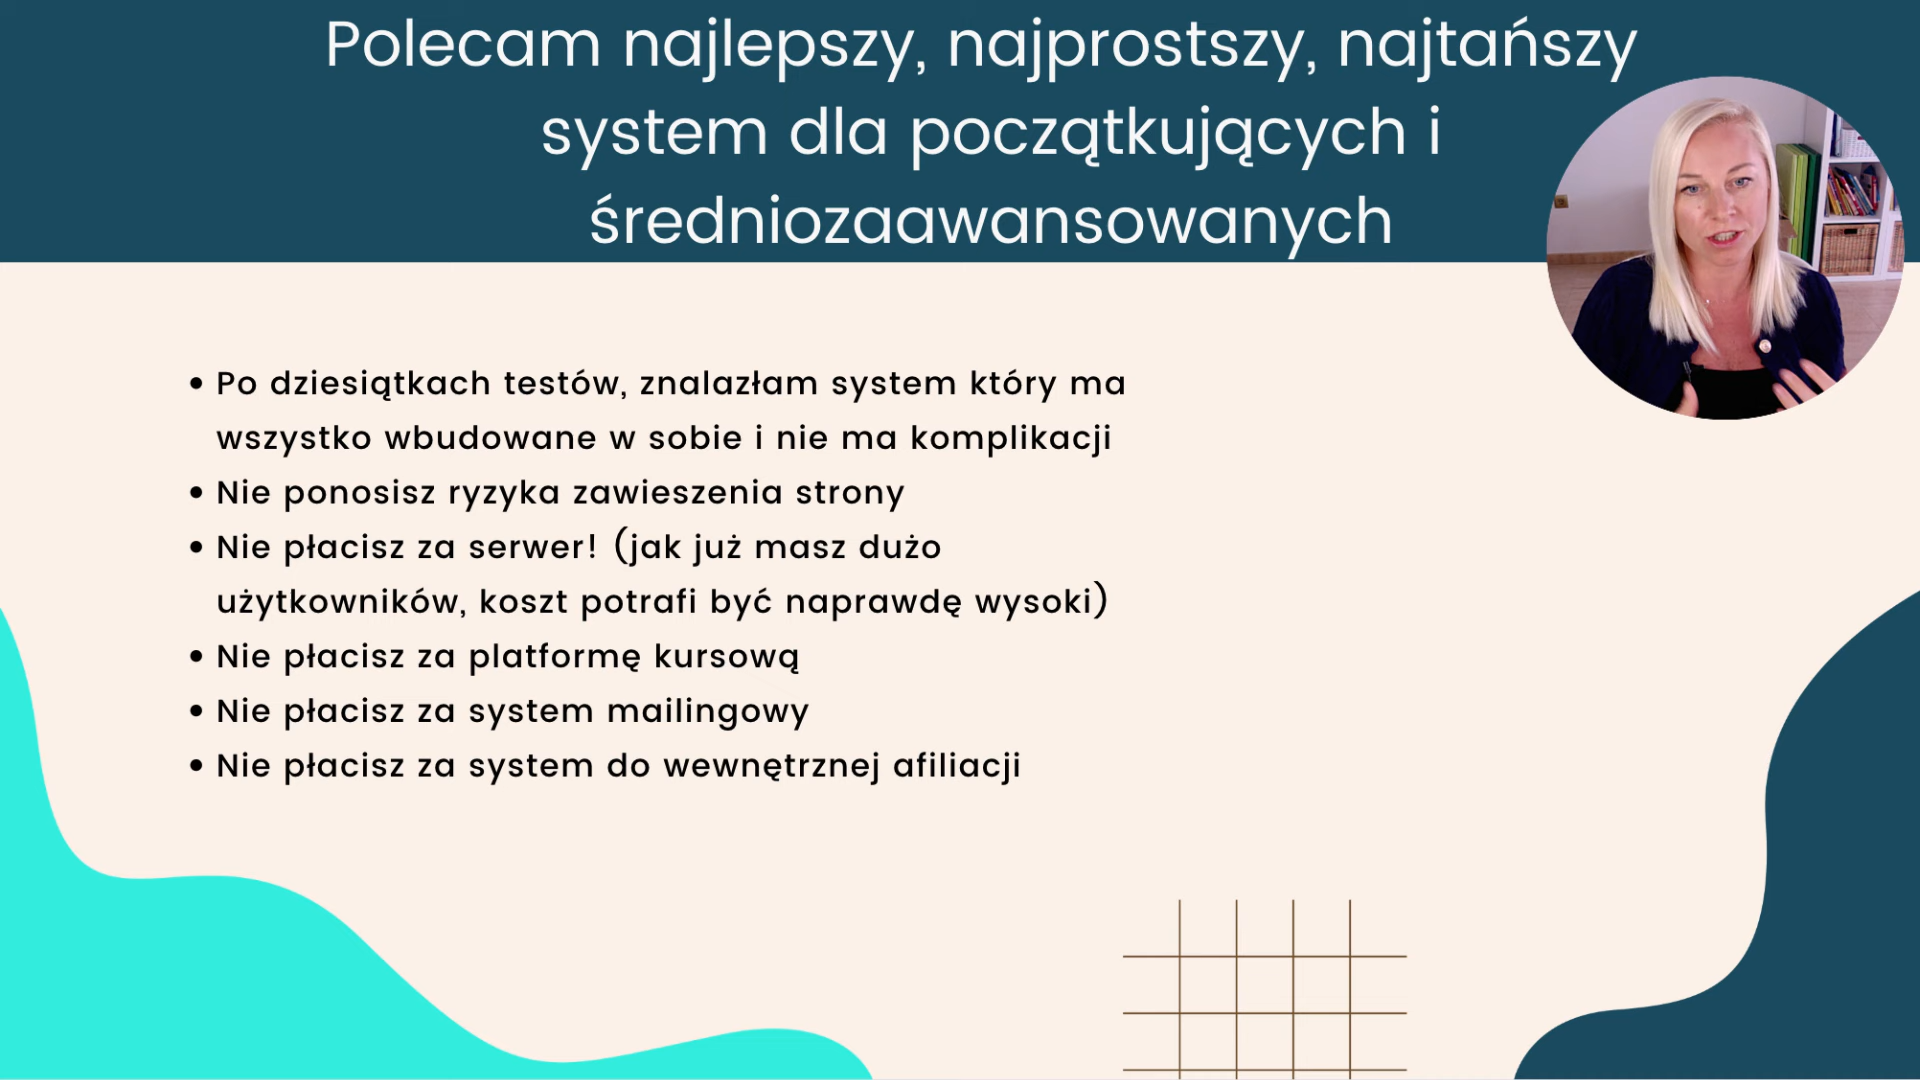 Polecam najlepszy, najprostszy, najtańszy
system dla początkujących i
średniozaawansowanych
• Po dziesiątkach testów, znalazłam system który ma
wszystko wbudowane w sobie i nie ma komplikacji
• Nie ponosisz ryzyka zawieszenia strony
• Nie płacisz za serwer! (jak już masz dużo
użytkowników, koszt potrafi być naprawdę wysoki)
• Nie płacisz za platformę kursową
• Nie płacisz za system mailingowy
• Nie płacisz za system do wewnętrznej afiliacji